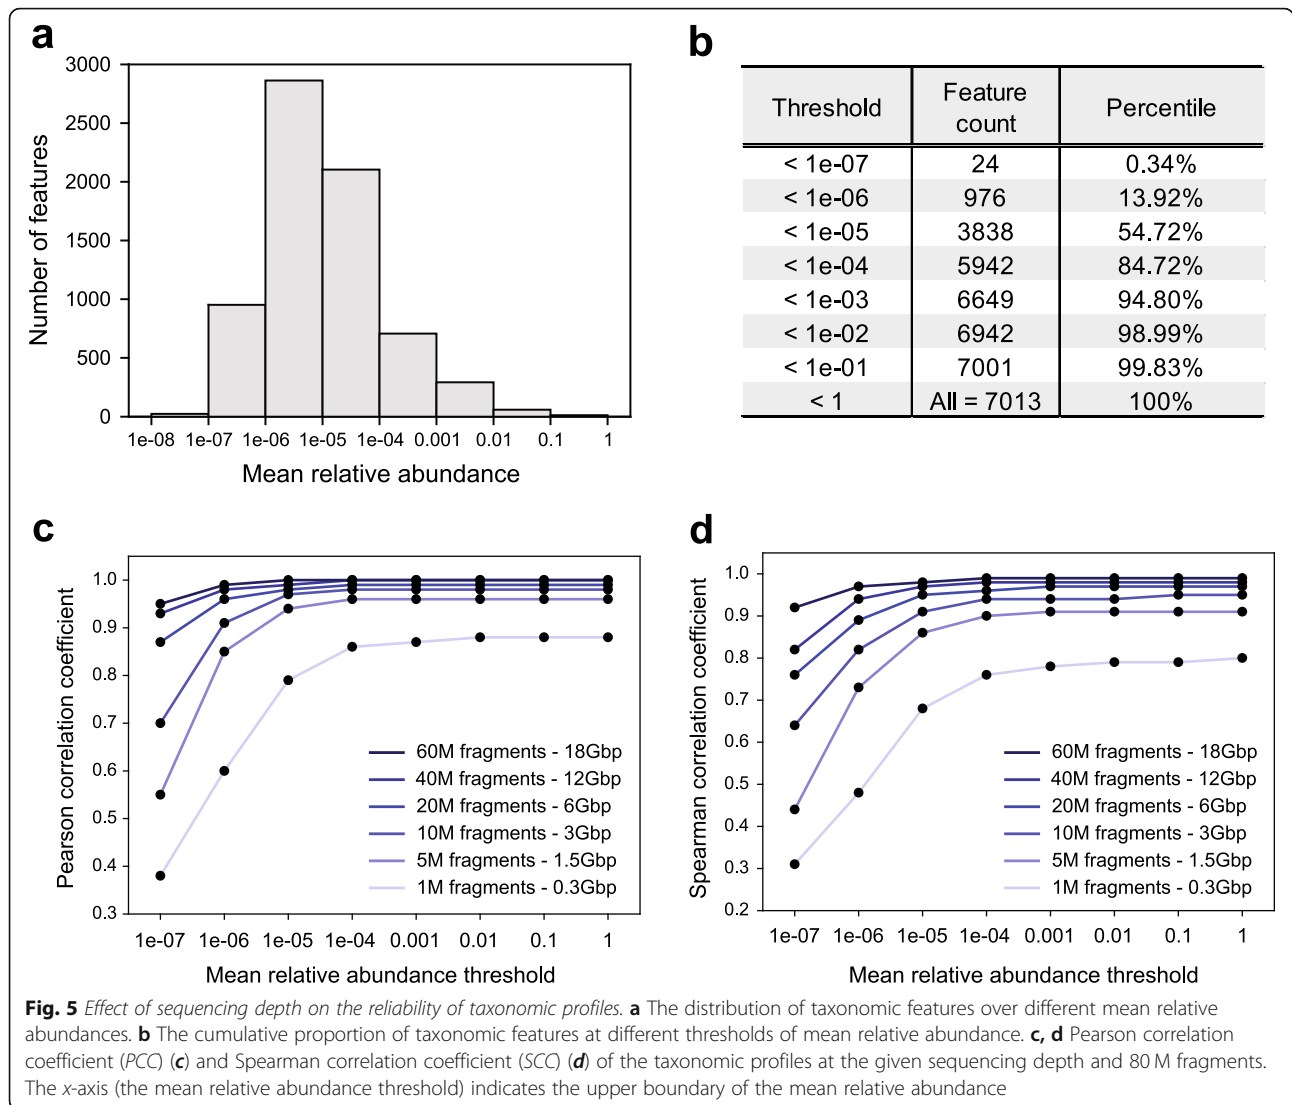 a
3000
2500
2000
1500
1000
500
0
Number of features
1e-08 1e-07 1e-06 1e-05 1e-04 0.001 0.01 0.1 1
Mean relative abundance
b
Threshold Feature count Percentile
< 1e-07 24 0.34%
< 1e-06 976 13.92%
< 1e-05 3838 54.72%
< 1e-04 5942 84.72%
< 1e-03 6649 94.80%
< 1e-02 6942 98.99%
< 1e-01 7001 99.83%
< 1 All = 7013 100%
c
1.0
0.9
0.8
0.7
0.6
0.5
0.4
0.3
Pearson correlation coefficient
60M fragments - 18Gbp
40M fragments - 12Gbp
20M fragments - 6Gbp
10M fragments - 3Gbp
5M fragments - 1.5Gbp
1M fragments - 0.3Gbp
1e-07 1e-06 1e-05 1e-04 0.001 0.01 0.1 1
Mean relative abundance threshold
d
1.0
0.9
0.8
0.7
0.6
0.5
0.4
0.3
0.2
Spearman correlation coefficient
60M fragments - 18Gbp
40M fragments - 12Gbp
20M fragments - 6Gbp
10M fragments - 3Gbp
5M fragments - 1.5Gbp
1M fragments - 0.3Gbp
1e-07 1e-06 1e-05 1e-04 0.001 0.01 0.1 1
Mean relative abundance threshold
Fig. 5 Effect of sequencing depth on the reliability of taxonomic profiles. a The distribution of taxonomic features over different mean relative
abundances. b The cumulative proportion of taxonomic features at different thresholds of mean relative abundance. c, d Pearson correlation
coefficient (PCC) (c) and Spearman correlation coefficient (SCC) (d) of the taxonomic profiles at the given sequencing depth and 80 M fragments.
The x-axis (the mean relative abundance threshold) indicates the upper boundary of the mean relative abundance